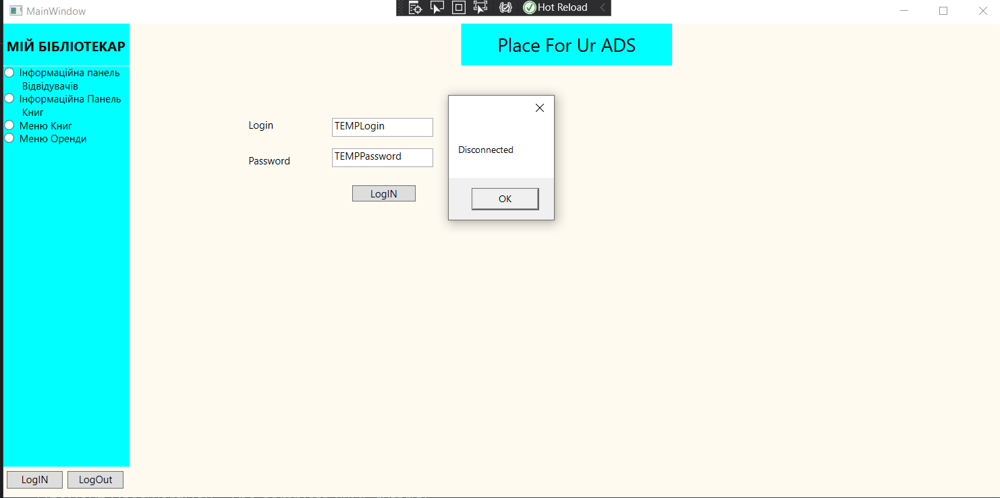 MainWindow
Hot Reload
МІЙ БІБЛІОТЕКАР
Place For Ur ADS
Інформаційна панель
Відвідувачів
Інформаційна Панель
Книг
Меню Книг
Меню Оренди
Login
TEMPLogin
Password
TEMPPassword
LogIN
Disconnected
OK
LogIN
LogOut